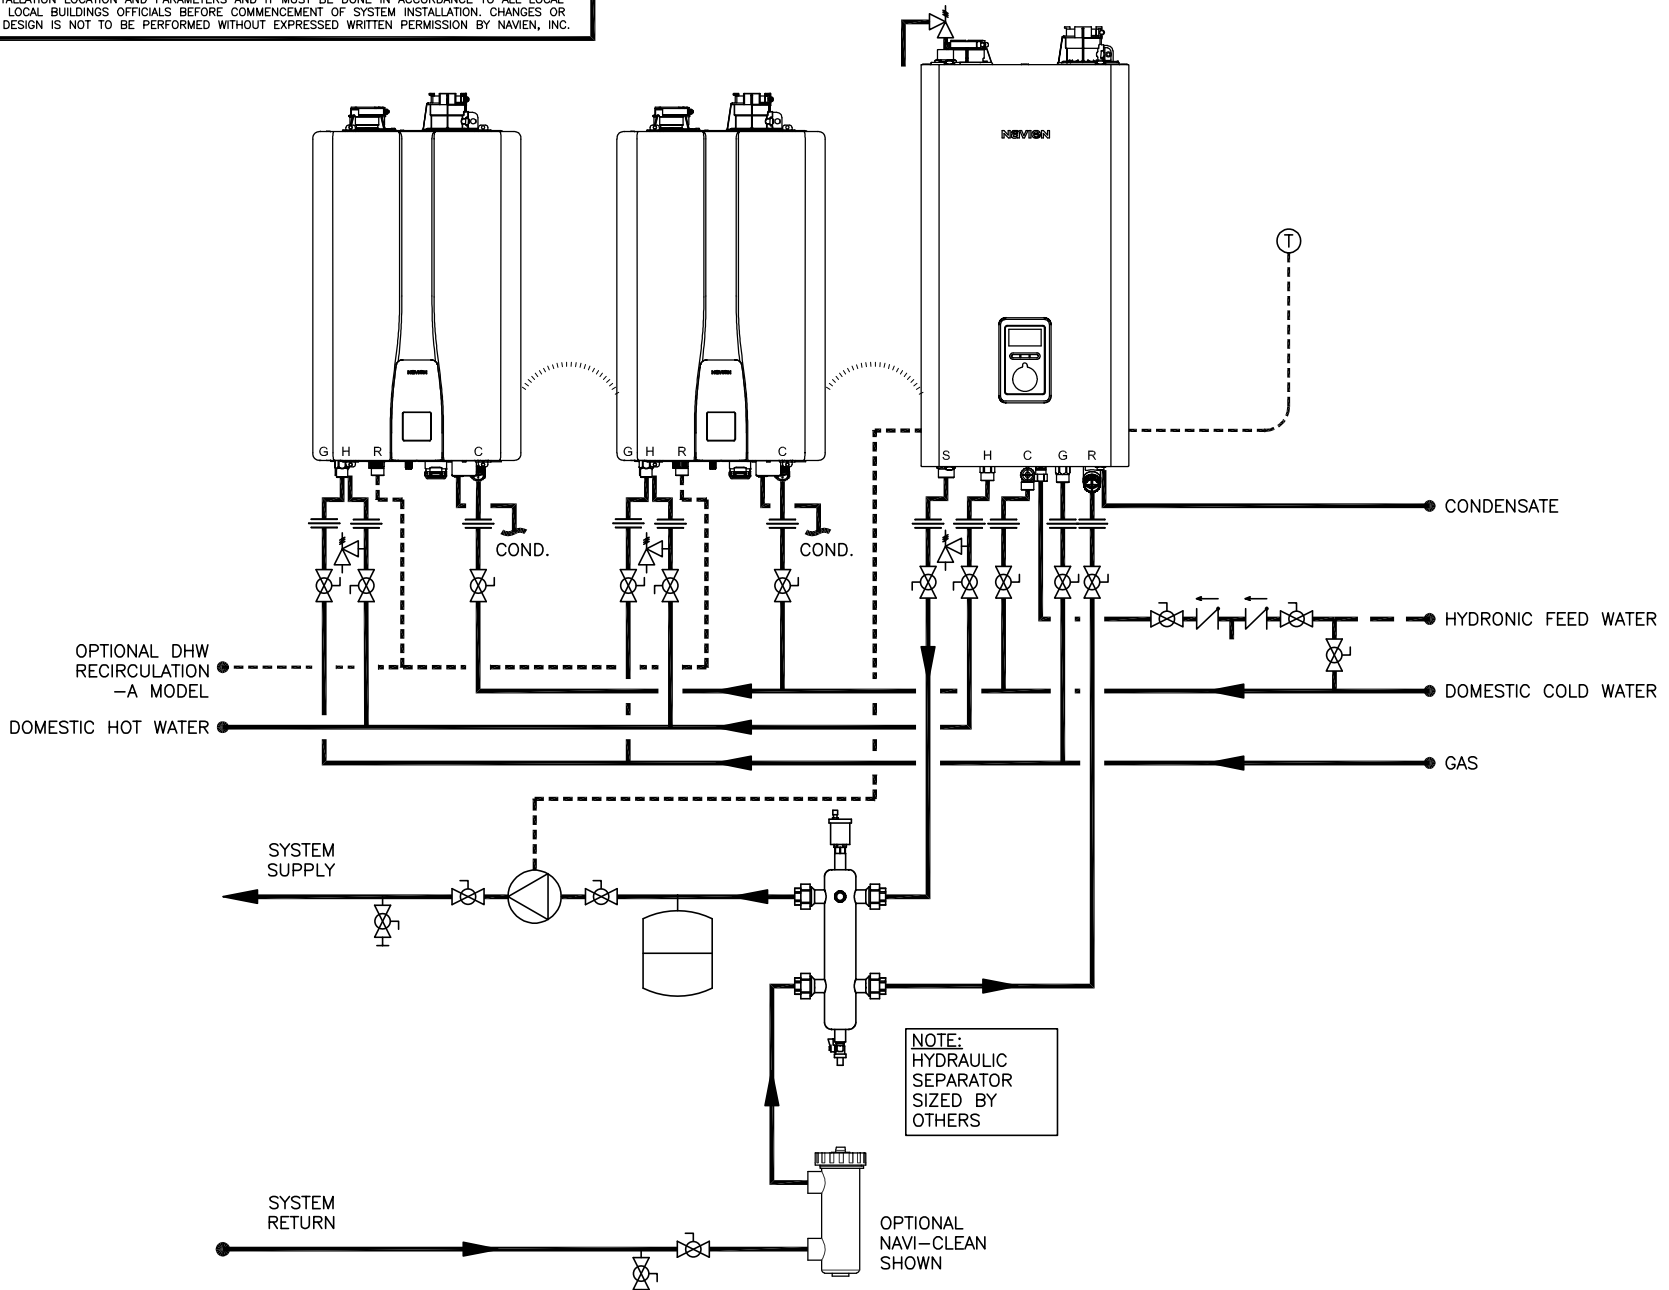 ALLATION LOCATION AND PARAMETERS AND IT MUST BE DONE IN ACCORDANCE TO ALL LOCAL
LOCAL BUILDINGS OFFICIALS BEFORE COMMENCEMENT OF SYSTEM INSTALLATION. CHANGES OR
DESIGN IS NOT TO BE PERFORMED WITHOUT EXPRESSED WRITTEN PERMISSION BY NAVIEN, INC.
NAVIEN
T
NAVIEN
NAVIEN
G H R C
G H R C
S H C G R
CONDENSATE
COND.
COND.
HYDRONIC FEED WATER
OPTIONAL DHW
RECIRCULATION
-A MODEL
DOMESTIC COLD WATER
DOMESTIC HOT WATER
GAS
SYSTEM
SUPPLY
NOTE:
HYDRAULIC
SEPARATOR
SIZED BY
OTHERS
SYSTEM
RETURN
OPTIONAL
NAVI-CLEAN
SHOWN